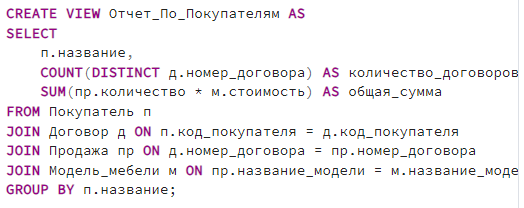 CREATE VIEW Отчет_По_Покупателям AS
SELECT
п.название,
COUNT(DISTINCT д.номер_договора) AS количество_договоров
SUM(пр.количество * м.стоимость) AS общая_сумма
FROM Покупатель п
JOIN Договор д ON п.код_покупателя = д.код_покупателя
JOIN Продажа пр ON д.номер_договора = пр.номер_договора
JOIN Модель_мебели м ON пр.название_модели = м.название_моде
GROUP BY п.название;